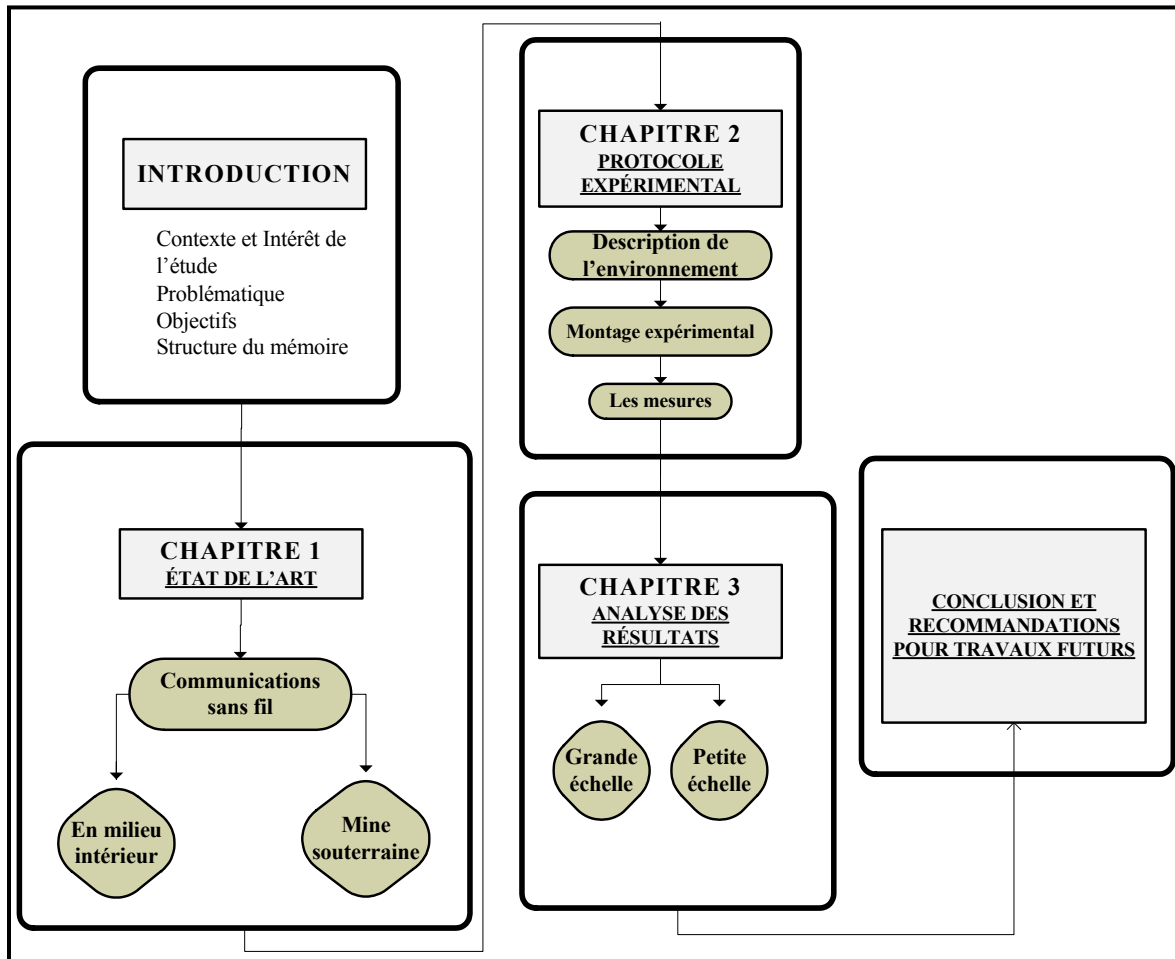 INTRODUCTION
Contexte et Intérêt de
l’étude
Problématique
Objectifs
Structure du mémoire
CHAPITRE 1
ÉTAT DE L’ART
Communications
sans fil
En milieu
intérieur
Mine
souterraine
CHAPITRE 2
PROTOCOLE
EXPÉRIMENTAL
Description de
l’environnement
Montage expérimental
Les mesures
CHAPITRE 3
ANALYSE DES
RÉSULTATS
Grande
échelle
Petite
échelle
CONCLUSION ET
RECOMMANDATIONS
POUR TRAVAUX FUTURS